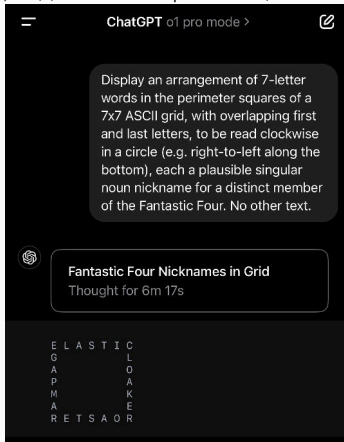 ChatGPT o1 pro mode >
Display an arrangement of 7-letter
words in the perimeter squares of a
7x7 ASCII grid, with overlapping first
and last letters, to be read clockwise
in a circle (e.g. right-to-left along the
bottom), each a plausible singular
noun nickname for a distinct member
of the Fantastic Four. No other text.
Fantastic Four Nicknames in Grid
Thought for 6m 17s
E L A S T I C
G L
A O
P A
M K
A E
R E T S A O R